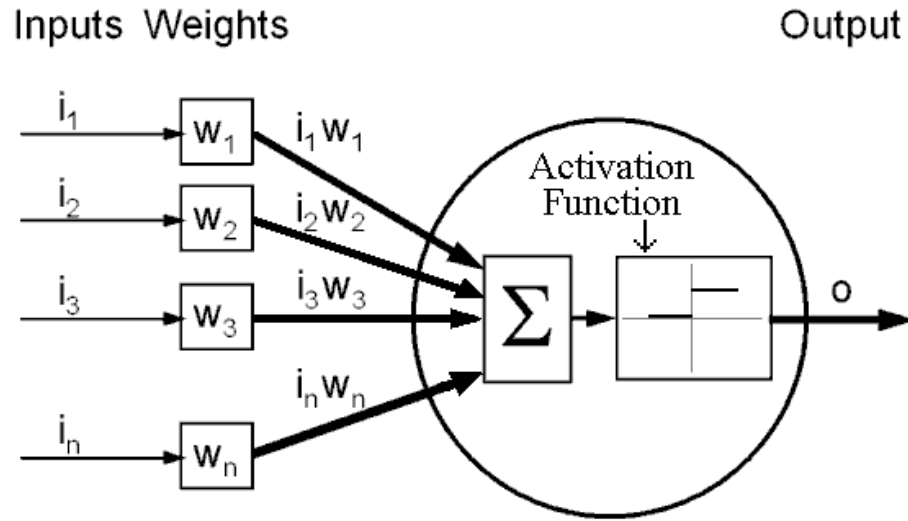 Inputs Weights Output
i₁ w₁ i₁w₁
Activation
Function
i₂ w₂ i₂w₂
i₃ w₃ i₃w₃
Σ
o
iₙ wₙ iₙwₙ